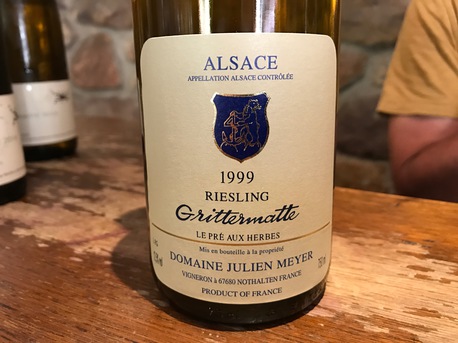 ALSACE
APPELLATION ALSACE CONTRÔLÉE
1999
RIESLING
Grittermatte
LE PRÉ AUX HERBES
Mis en bouteille à la propriété
DOMAINE JULIEN MEYER
VIGNERON à 67680 NOTHALTEN FRANCE
PRODUCT OF FRANCE